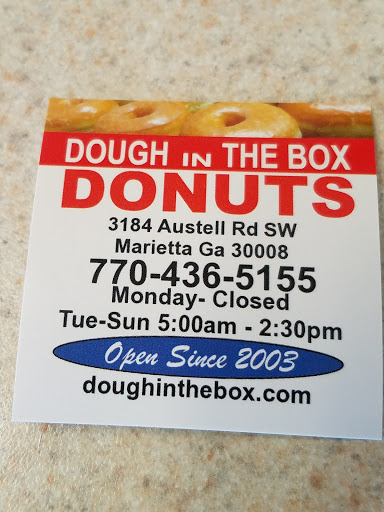 DOUGH IN THE BOX
DONUTS
3184 Austell Rd SW
Marietta Ga 30008
770-436-5155
Monday- Closed
Tue-Sun 5:00am - 2:30pm
Open Since 2003
doughinthebox.com